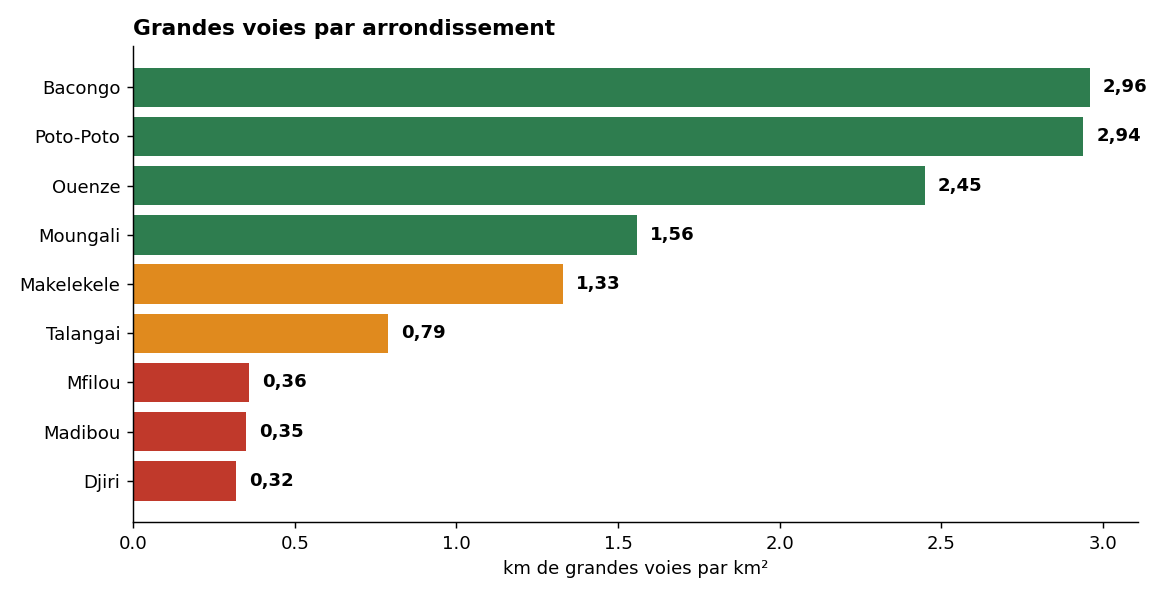 Grandes voies par arrondissement
Bacongo 2,96
Poto-Poto 2,94
Ouenze 2,45
Moungali 1,56
Makelekele 1,33
Talangai 0,79
Mfilou 0,36
Madibou 0,35
Djiri 0,32
0.0 0.5 1.0 1.5 2.0 2.5 3.0
km de grandes voies par km²